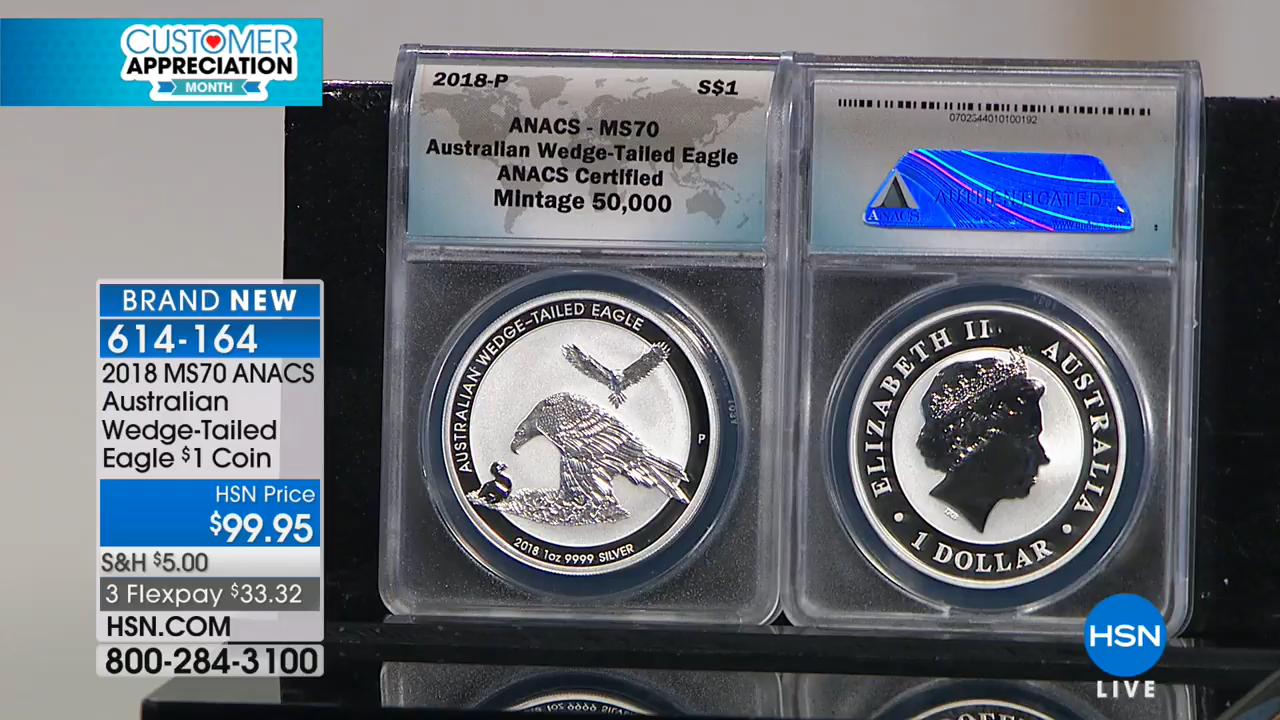 CUSTOMER
APPRECIATION
MONTH
BRAND NEW
614-164
2018 MS70 ANACS
Australian
Wedge-Tailed
Eagle $1 Coin
HSN Price
$99.95
S&H $5.00
3 Flexpay $33.32
HSN.COM
800-284-3100
2018-P S$1
ANACS - MS70
Australian Wedge-Tailed Eagle
ANACS Certified
Mintage 50,000
AUSTRALIAN WEDGE-TAILED EAGLE
P
2018 1oz 9999 SILVER
0702544010100192
ANACS
AUTHENTICATED
ELIZABETH II AUSTRALIA
1 DOLLAR
HSN
LIVE